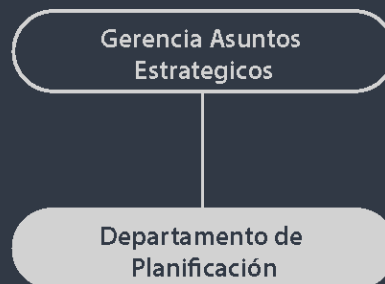 Gerencia Asuntos
Estrategicos
Departamento de
Planificación